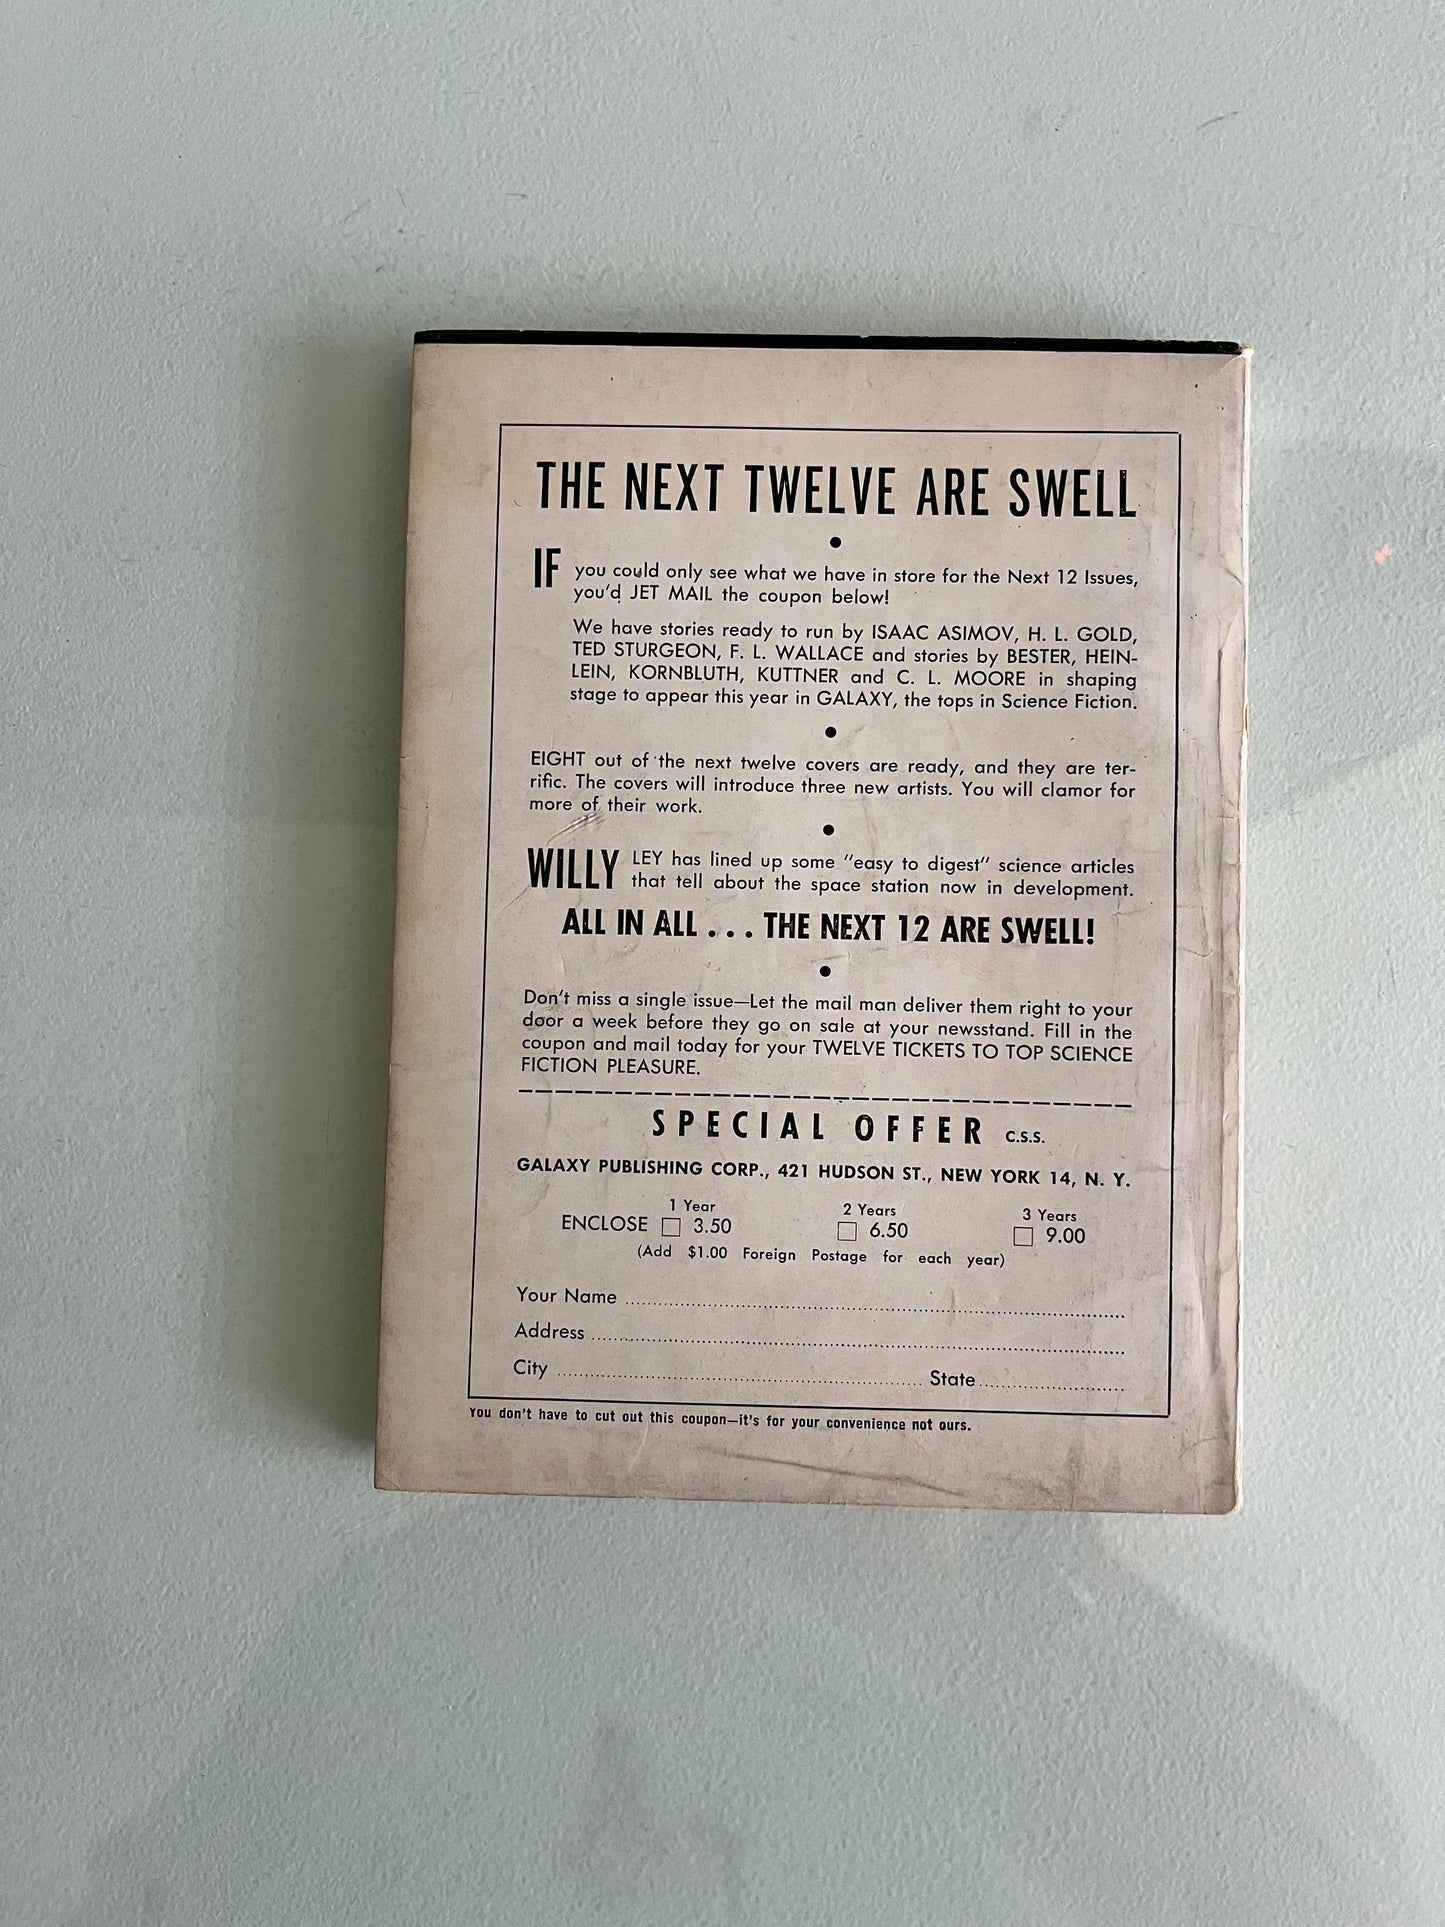 THE NEXT TWELVE ARE SWELL
IF you could only see what we have in store for the Next 12 Issues,
you'd JET MAIL the coupon below!
We have stories ready to run by ISAAC ASIMOV, H. L. GOLD,
TED STURGEON, F. L. WALLACE and stories by BESTER, HEIN-
LEIN, KORNBLUTH, KUTTNER and C. L. MOORE in shaping
stage to appear this year in GALAXY, the tops in Science Fiction.
EIGHT out of the next twelve covers are ready, and they are ter-
rific. The covers will introduce three new artists. You will clamor for
more of their work.
WILLY LEY has lined up some "easy to digest" science articles
that tell about the space station now in development.
ALL IN ALL . . . THE NEXT 12 ARE SWELL!
Don't miss a single issue—Let the mail man deliver them right to your
door a week before they go on sale at your newsstand. Fill in the
coupon and mail today for your TWELVE TICKETS TO TOP SCIENCE
FICTION PLEASURE.
SPECIAL OFFER C.S.S.
GALAXY PUBLISHING CORP., 421 HUDSON ST., NEW YORK 14, N. Y.
1 Year 2 Years 3 Years
ENCLOSE ☐ 3.50 ☐ 6.50 ☐ 9.00
(Add $1.00 Foreign Postage for each year)
Your Name
Address
City State
You don't have to cut out this coupon—it's for your convenience not ours.